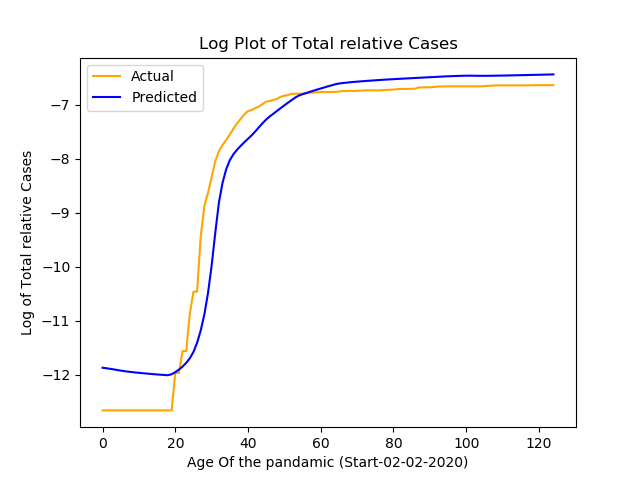 Log Plot of Total relative Cases
Actual
Predicted
Log of Total relative Cases
−7
−8
−9
−10
−11
−12
0 20 40 60 80 100 120
Age Of the pandamic (Start-02-02-2020)